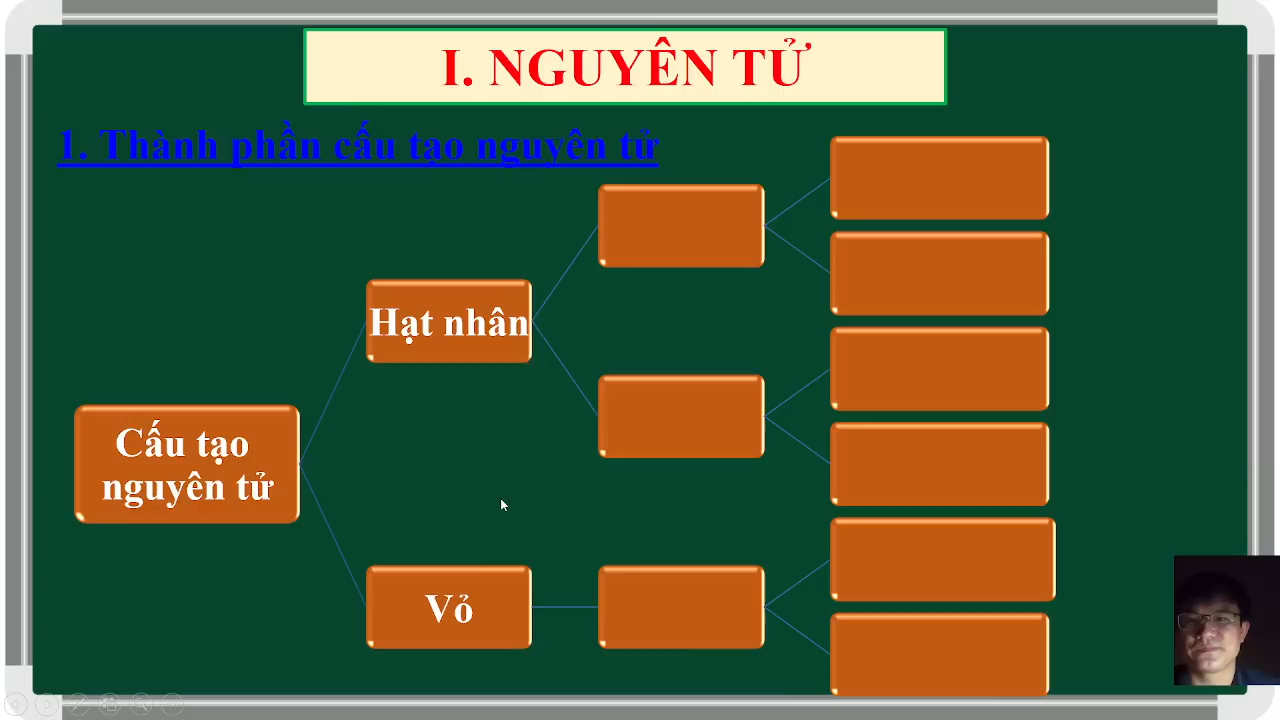 I. NGUYÊN TỬ
1. Thành phần cấu tạo nguyên tử
Hạt nhân
Cấu tạo
nguyên tử
Vỏ